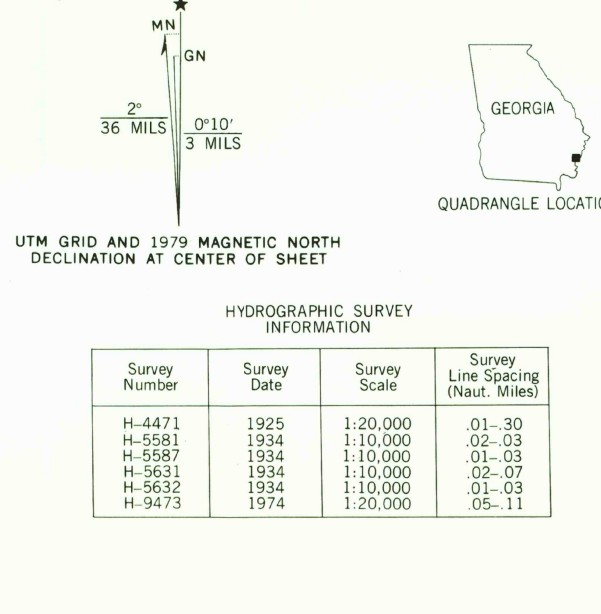 MN
GN
2°
36 MILS
0°10'
3 MILS
UTM GRID AND 1979 MAGNETIC NORTH
DECLINATION AT CENTER OF SHEET
GEORGIA
QUADRANGLE LOCATIO
HYDROGRAPHIC SURVEY
INFORMATION
Survey Number Survey Date Survey Scale Survey Line Spacing (Naut. Miles)
H–4471 1925 1:20,000 .01–.30
H–5581 1934 1:10,000 .02–.03
H–5587 1934 1:10,000 .01–.03
H–5631 1934 1:10,000 .02–.07
H–5632 1934 1:10,000 .01–.03
H–9473 1974 1:20,000 .05–.11